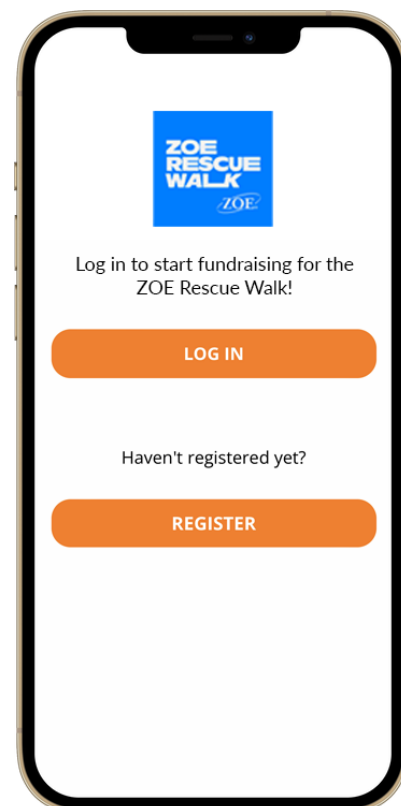 ZOE
RESCUE
WALK
ZOE
Log in to start fundraising for the
ZOE Rescue Walk!
LOG IN
Haven't registered yet?
REGISTER